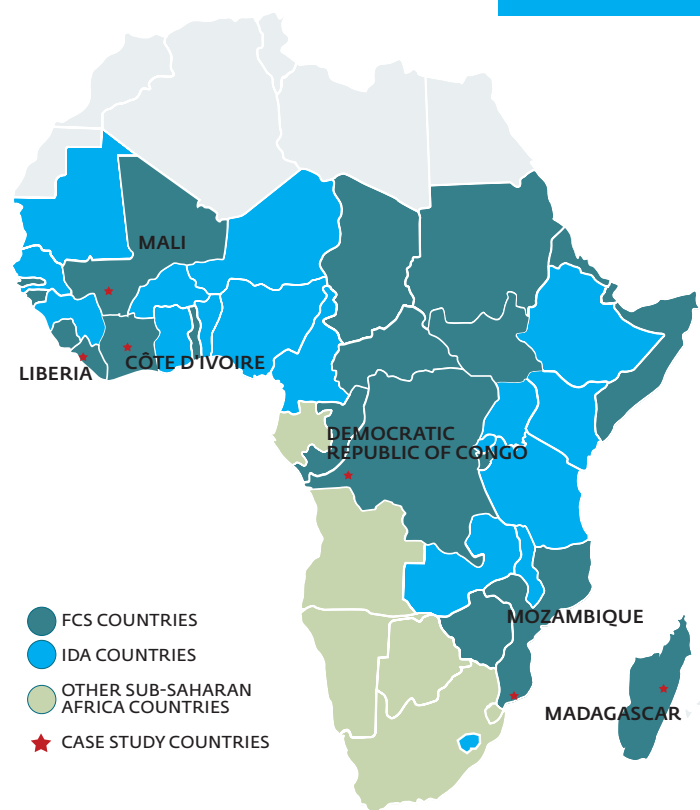 MALI
CÔTE D'IVOIRE
LIBERIA
DEMOCRATIC
REPUBLIC OF CONGO
MOZAMBIQUE
MADAGASCAR
FCS COUNTRIES
IDA COUNTRIES
OTHER SUB-SAHARAN
AFRICA COUNTRIES
CASE STUDY COUNTRIES